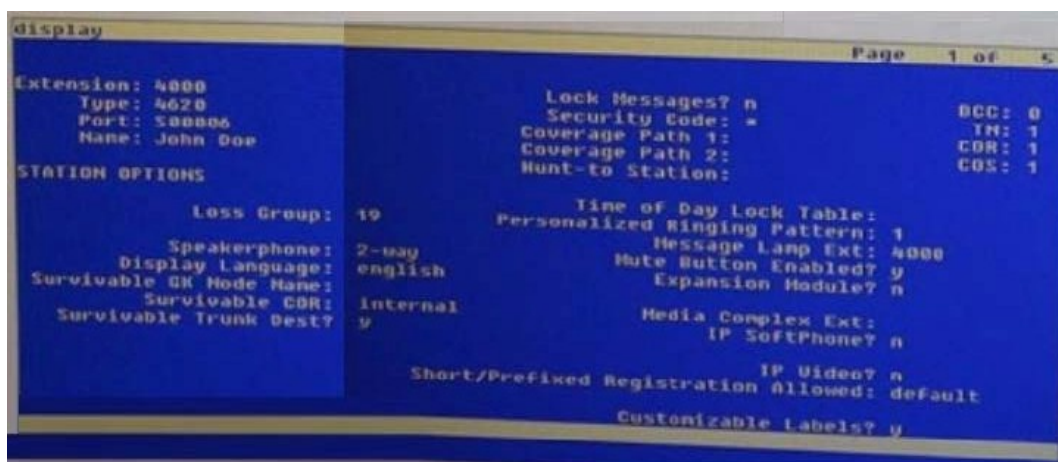 display
Page 1 of 5
Extension: 4000 Lock Messages? n BCC: 0
Type: 4620 Security Code: * TN: 1
Port: S00006 Coverage Path 1: COR: 1
Name: John Doe Coverage Path 2: COS: 1
Hunt-to Station:
STATION OPTIONS
Time of Day Lock Table:
Loss Group: 19 Personalized Ringing Pattern: 1
Message Lamp Ext: 4000
Speakerphone: 2-way Mute Button Enabled? y
Display Language: english Expansion Module? n
Survivable GK Node Name:
Survivable COR: internal Media Complex Ext:
Survivable Trunk Dest? y IP SoftPhone? n
IP Video? n
Short/Prefixed Registration Allowed: default
Customizable Labels? y